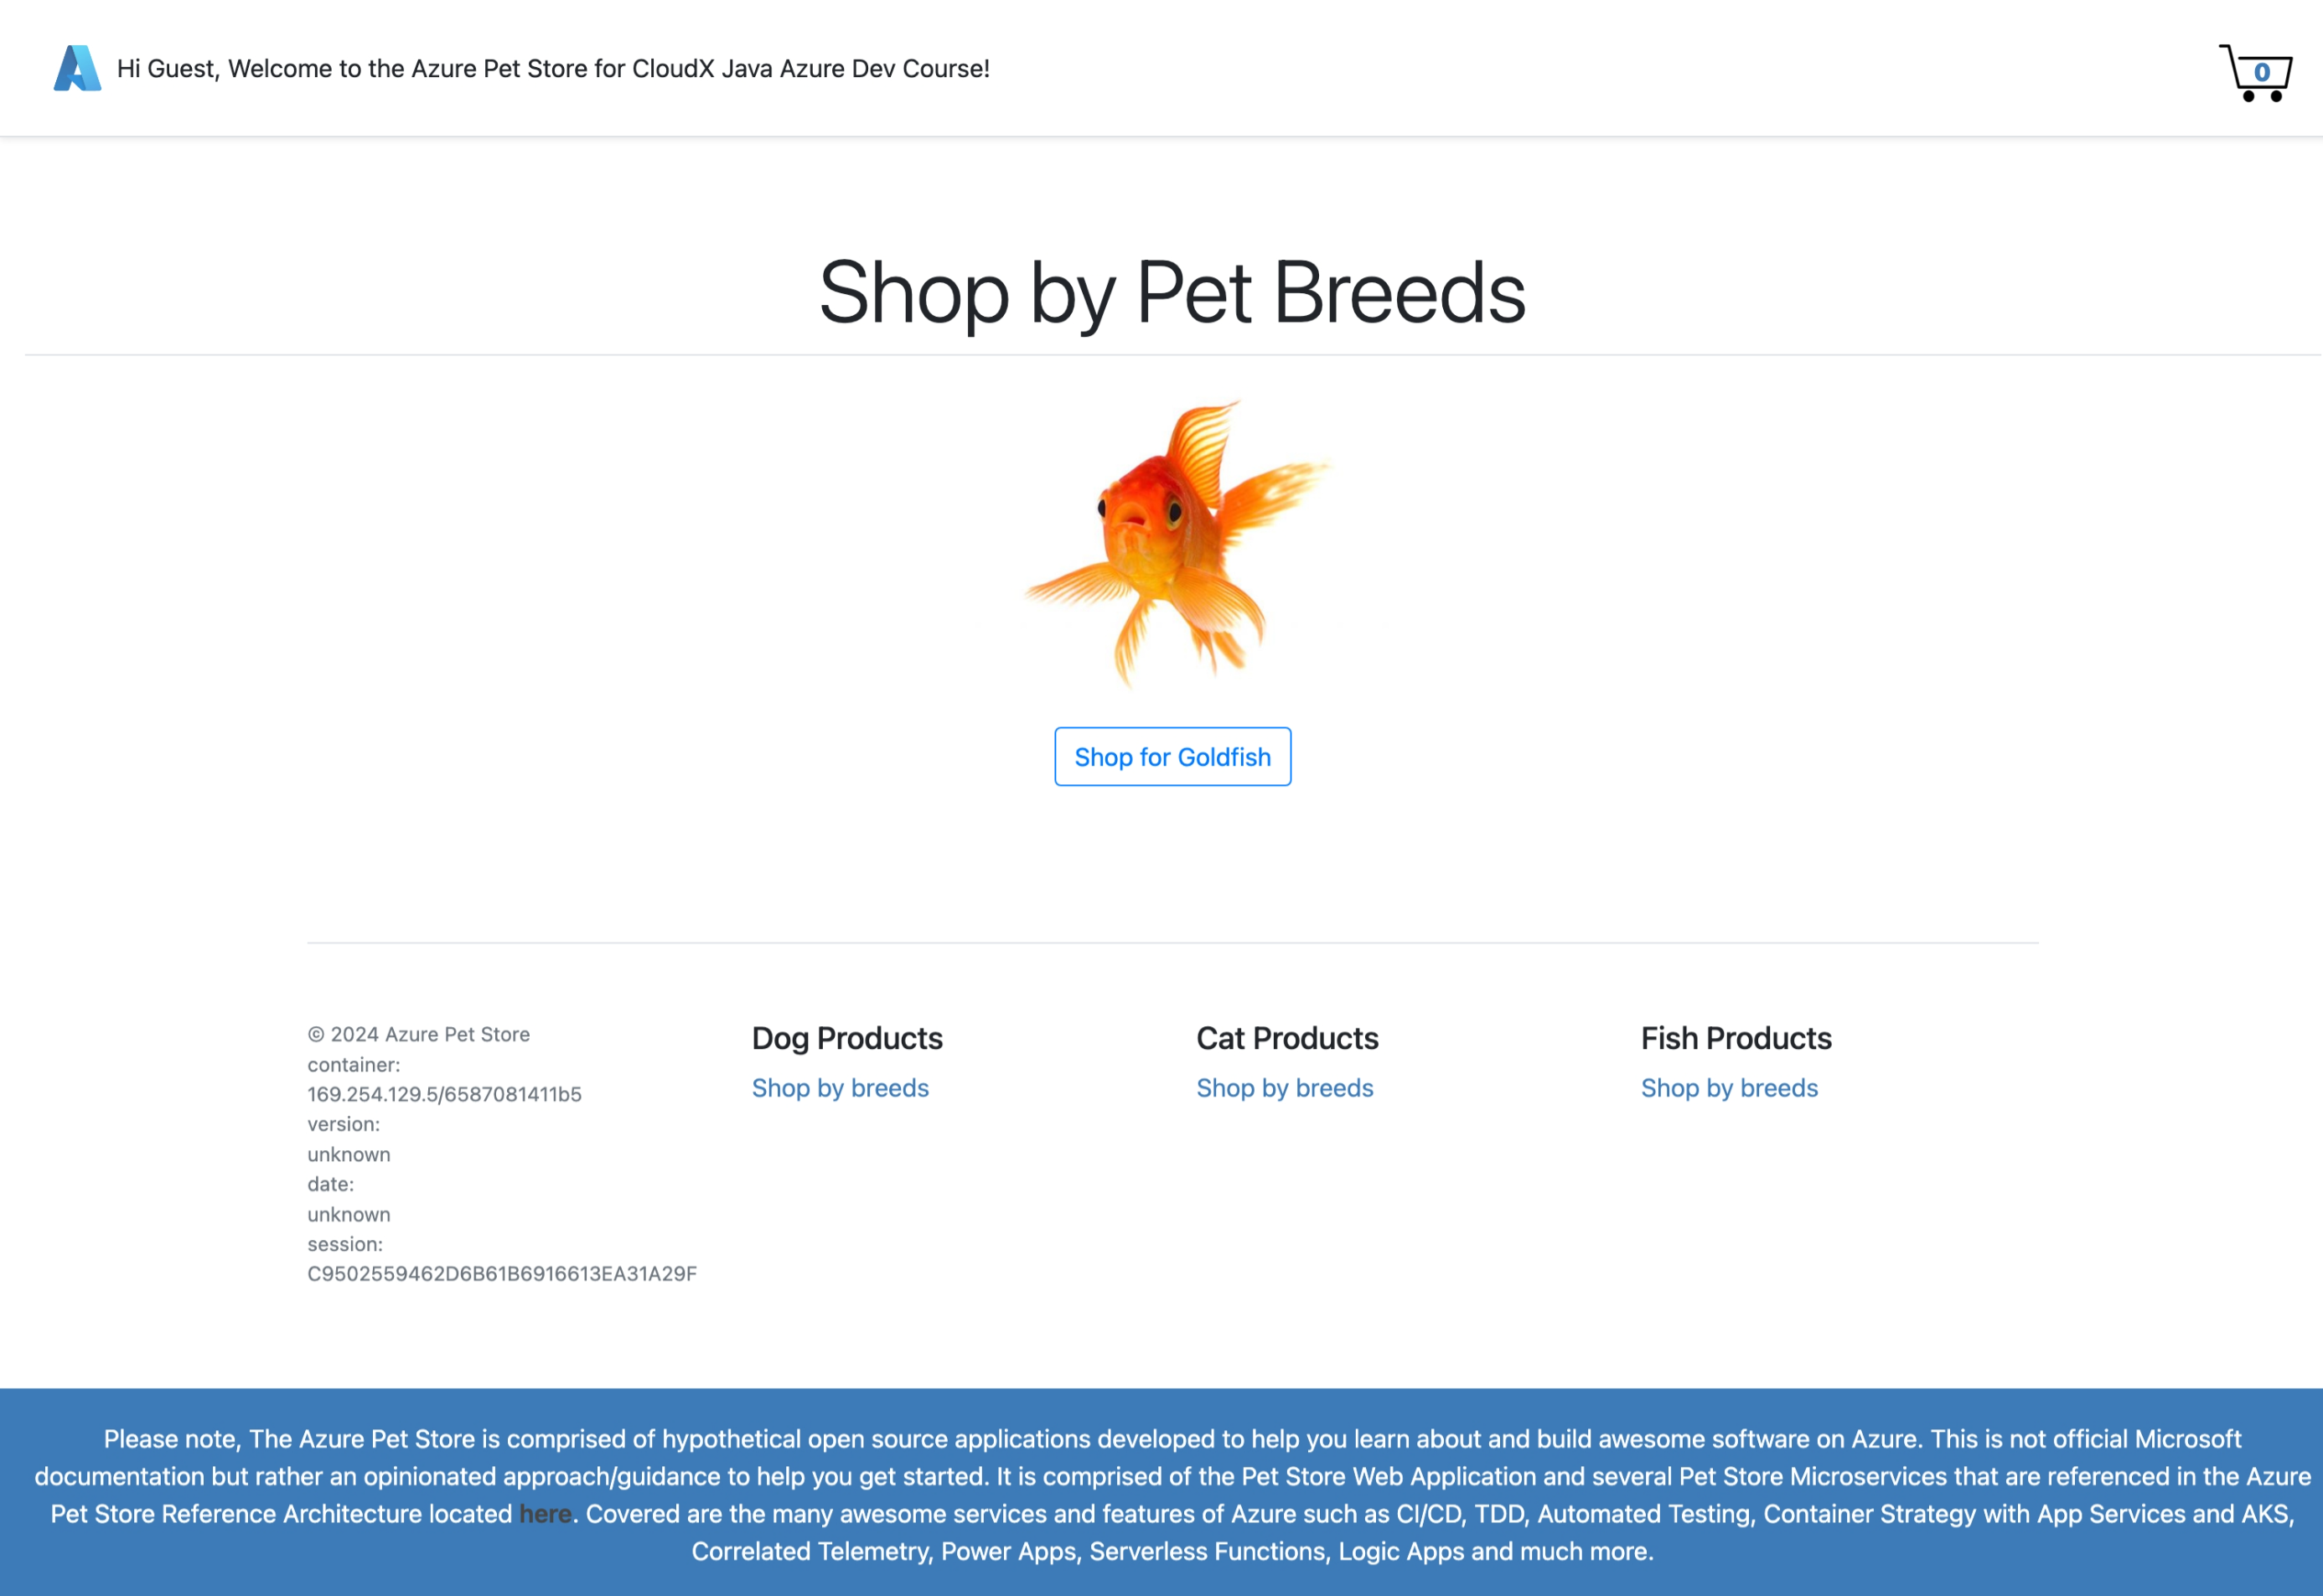 Hi Guest, Welcome to the Azure Pet Store for CloudX Java Azure Dev Course!
0
Shop by Pet Breeds
Shop for Goldfish
© 2024 Azure Pet Store
container:
169.254.129.5/6587081411b5
version:
unknown
date:
unknown
session:
C9502559462D6B61B6916613EA31A29F
Dog Products
Shop by breeds
Cat Products
Shop by breeds
Fish Products
Shop by breeds
Please note, The Azure Pet Store is comprised of hypothetical open source applications developed to help you learn about and build awesome software on Azure. This is not official Microsoft
documentation but rather an opinionated approach/guidance to help you get started. It is comprised of the Pet Store Web Application and several Pet Store Microservices that are referenced in the Azure
Pet Store Reference Architecture located here. Covered are the many awesome services and features of Azure such as CI/CD, TDD, Automated Testing, Container Strategy with App Services and AKS,
Correlated Telemetry, Power Apps, Serverless Functions, Logic Apps and much more.